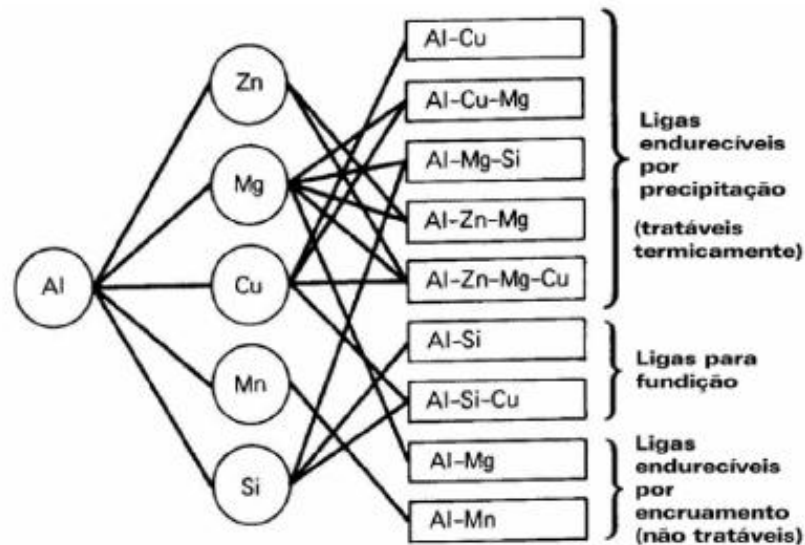 Al
Zn
Mg
Cu
Mn
Si
Al-Cu
Al-Cu-Mg
Al-Mg-Si
Al-Zn-Mg
Al-Zn-Mg-Cu
Al-Si
Al-Si-Cu
Al-Mg
Al-Mn
Ligas
endurecíveis
por
precipitação
(tratáveis
termicamente)
Ligas para
fundição
Ligas
endurecíveis
por
encruamento
(não tratáveis)